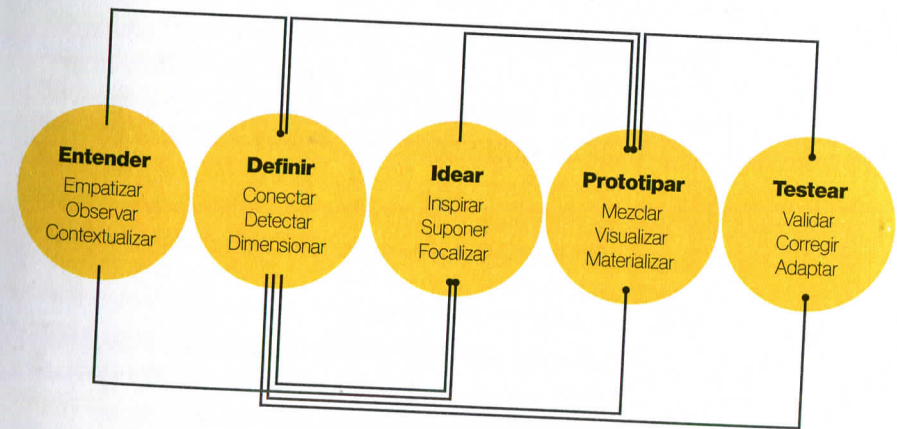 Entender
Empatizar
Observar
Contextualizar
Definir
Conectar
Detectar
Dimensionar
Idear
Inspirar
Suponer
Focalizar
Prototipar
Mezclar
Visualizar
Materializar
Testear
Validar
Corregir
Adaptar